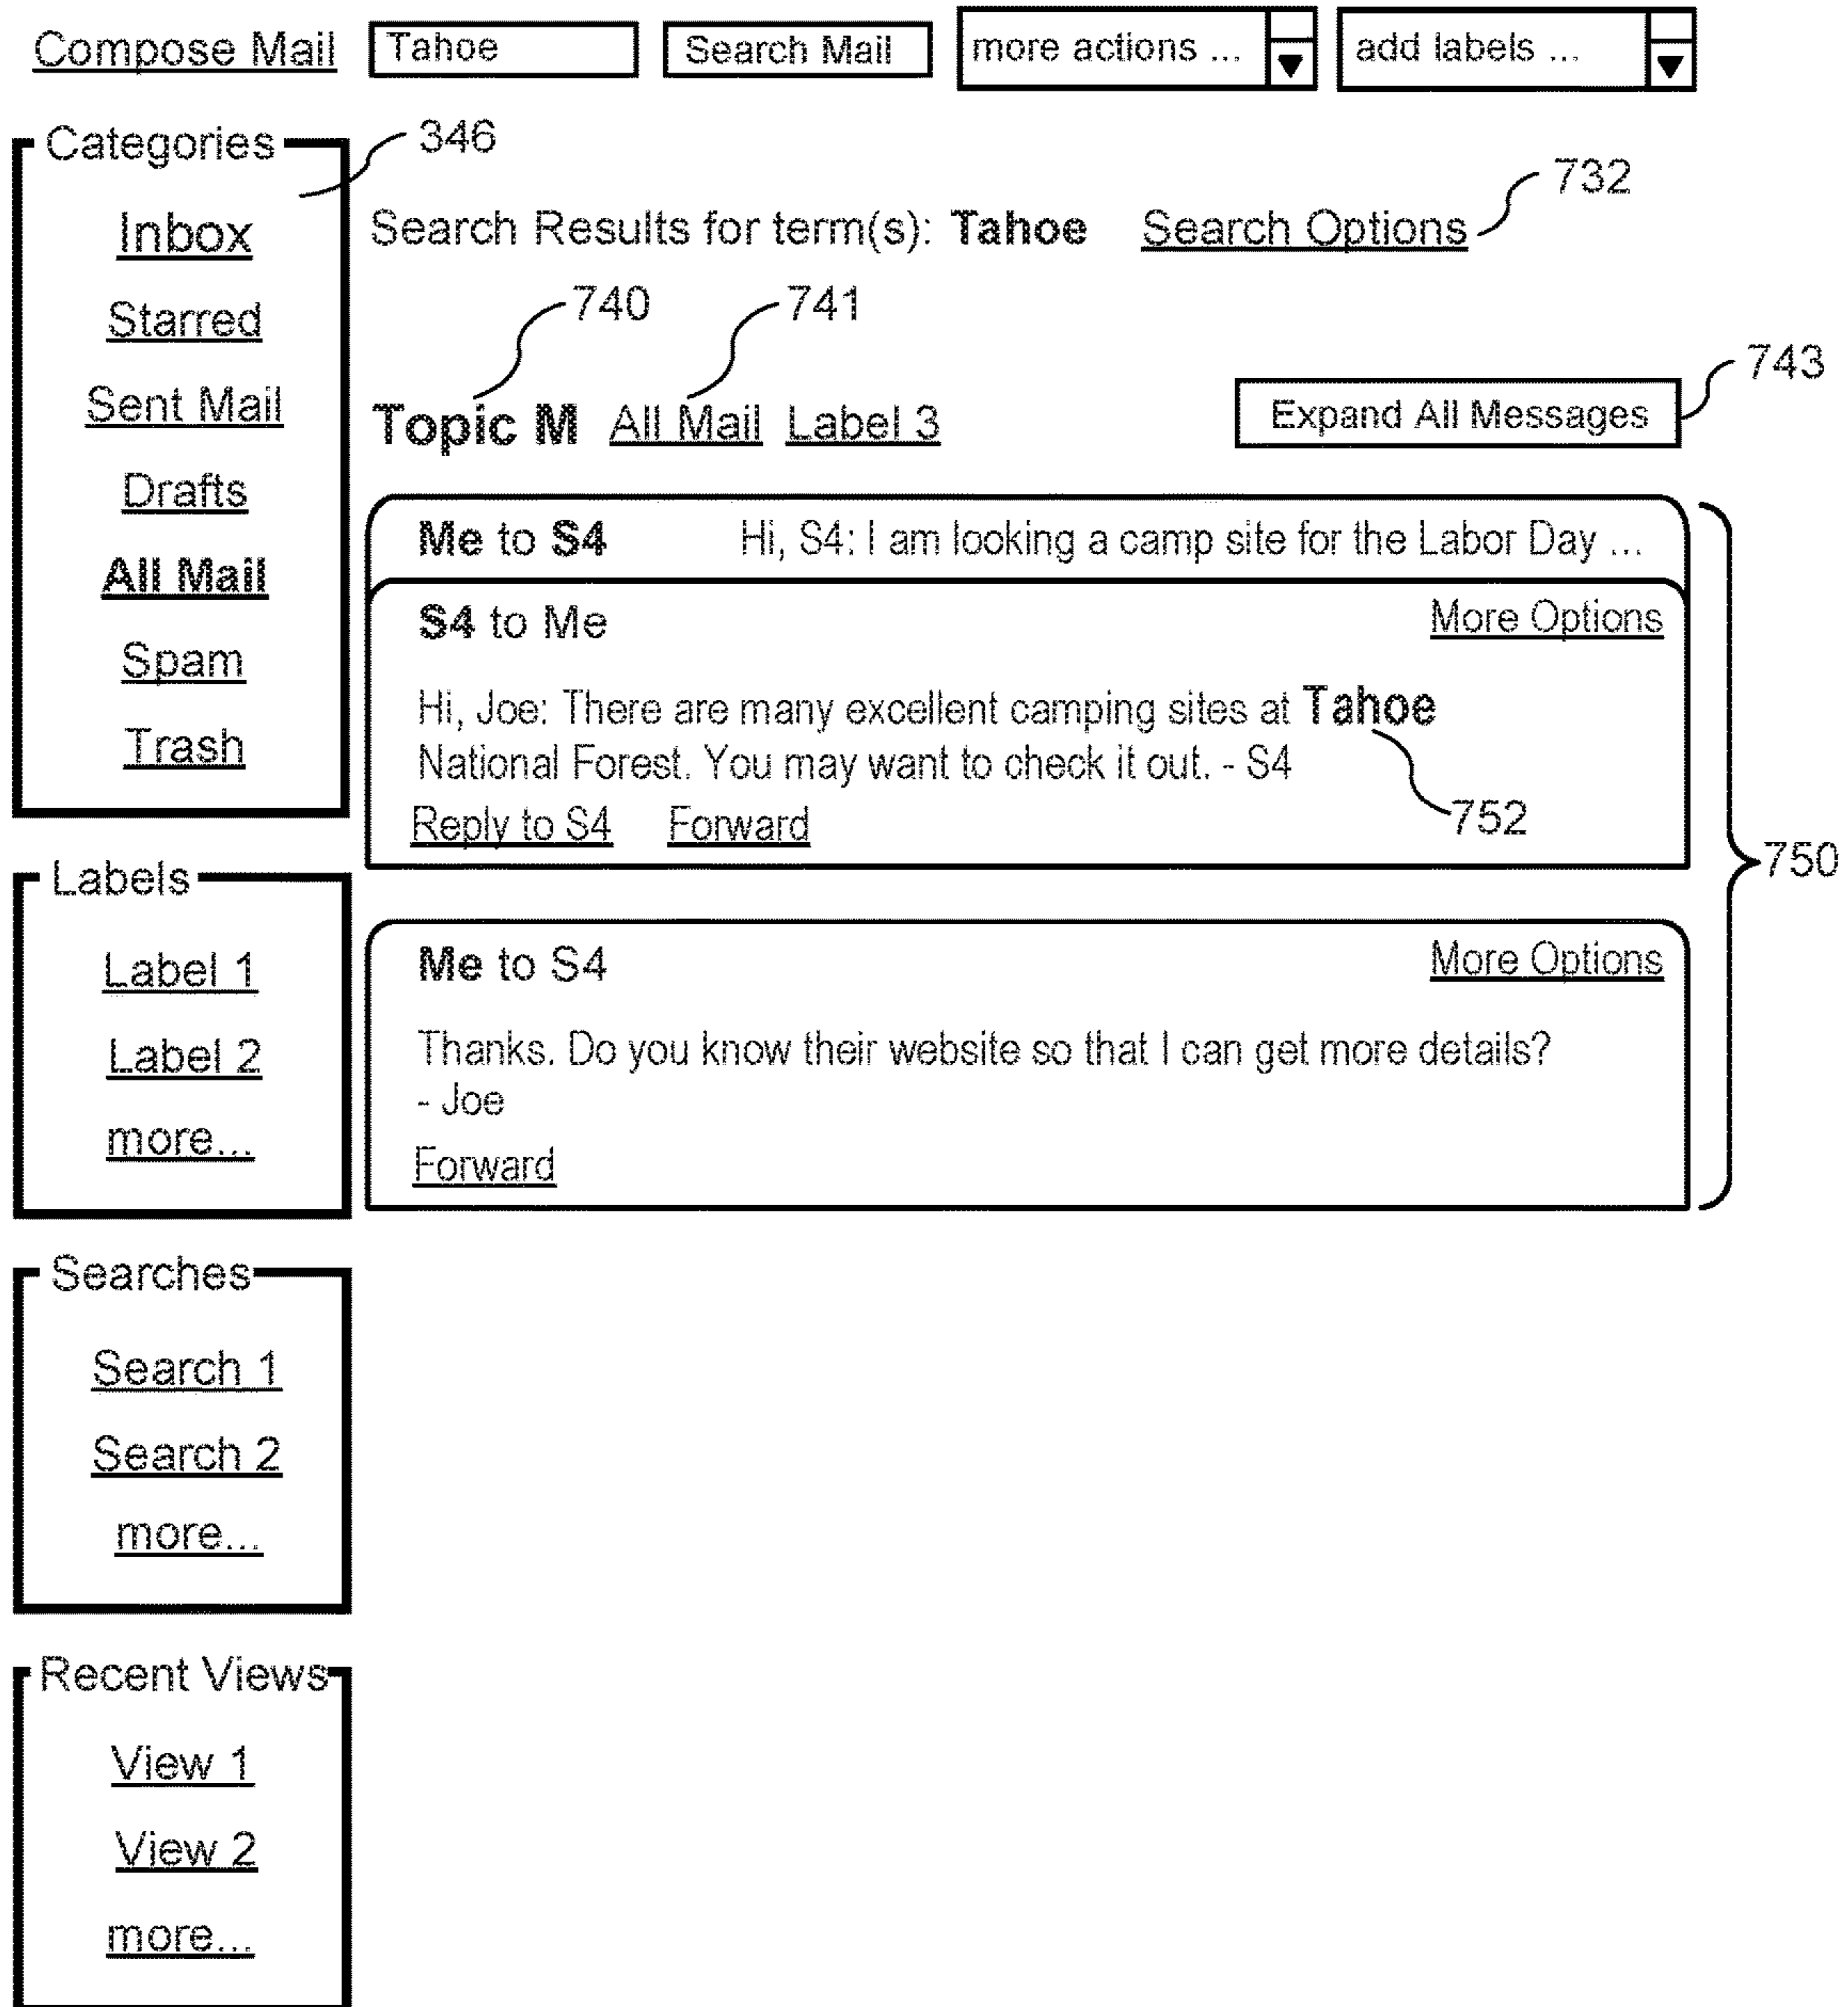 Compose Mail Tahoe Search Mail more actions ... add labels ...
Categories 346
Inbox
Starred
Sent Mail
Drafts
All Mail
Spam
Trash
732
Search Results for term(s): Tahoe Search Options
740 741
743
Topic M All Mail Label 3 Expand All Messages
Me to S4 Hi, S4: I am looking a camp site for the Labor Day ...
S4 to Me More Options
Hi, Joe: There are many excellent camping sites at Tahoe
National Forest. You may want to check it out. - S4
752
Reply to S4 Forward
750
Me to S4 More Options
Thanks. Do you know their website so that I can get more details?
- Joe
Forward
Labels
Label 1
Label 2
more...
Searches
Search 1
Search 2
more...
Recent Views
View 1
View 2
more...